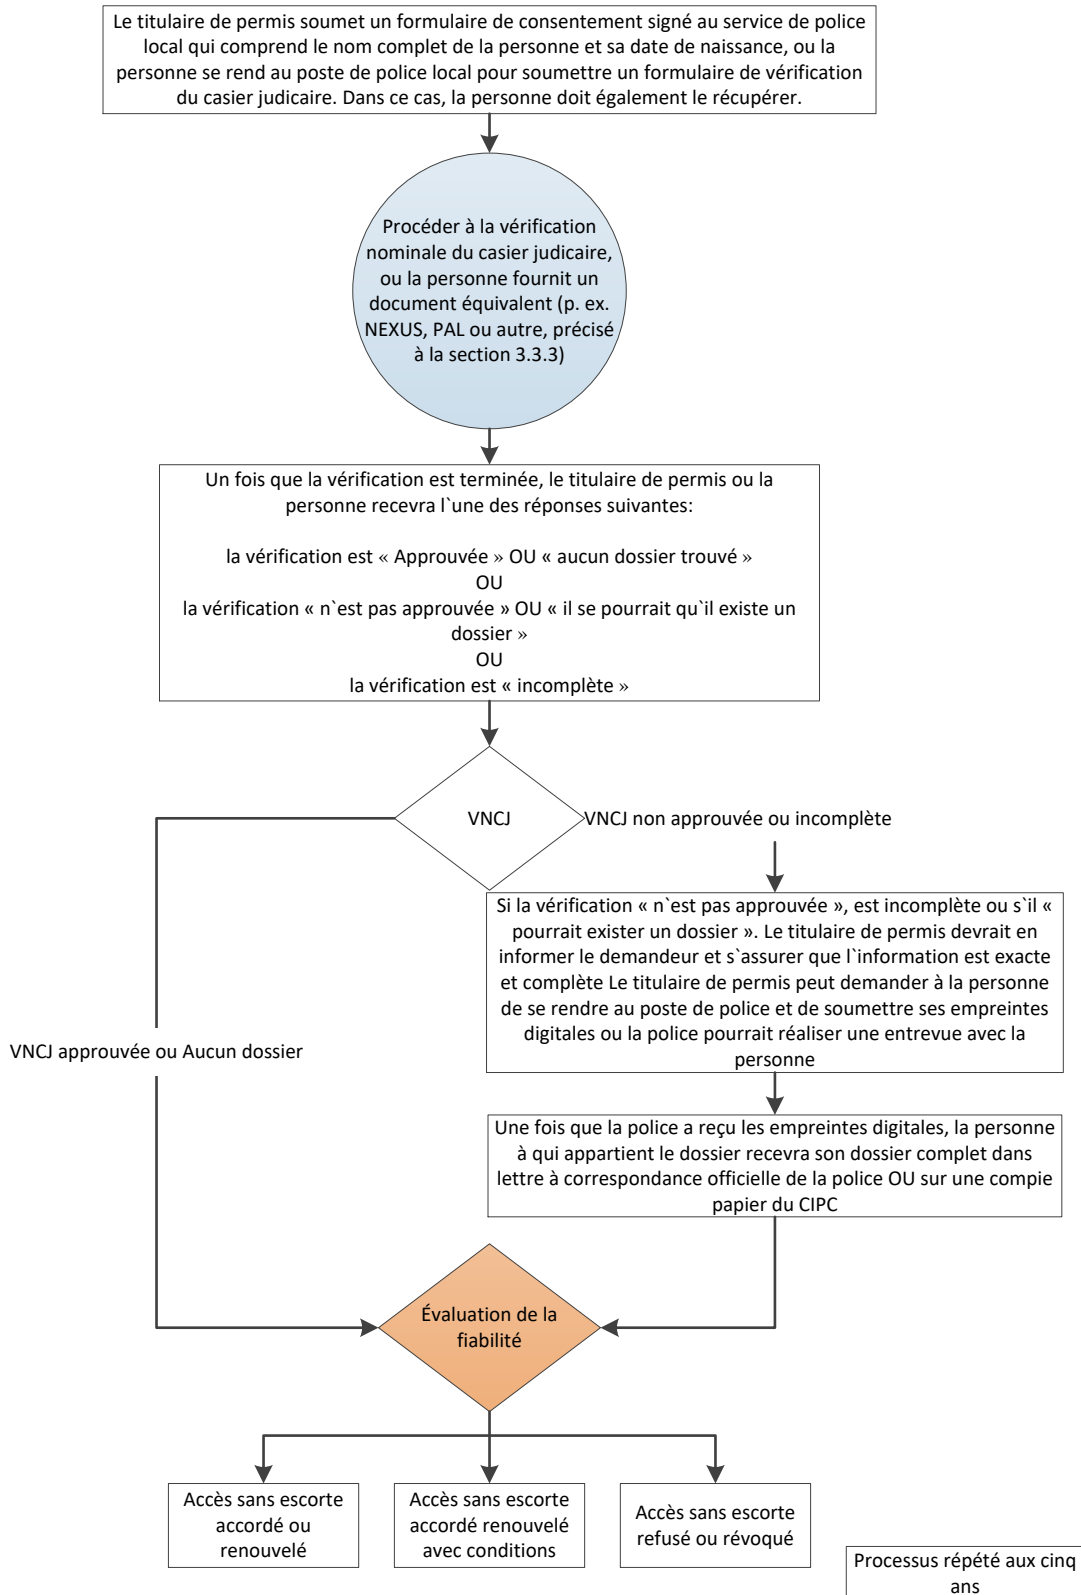 Le titulaire de permis soumet un formulaire de consentement signé au service de police
local qui comprend le nom complet de la personne et sa date de naissance, ou la
personne se rend au poste de police local pour soumettre un formulaire de vérification
du casier judicaire. Dans ce cas, la personne doit également le récupérer.
Procéder à la vérification
nominale du casier judicaire,
ou la personne fournit un
document équivalent (p. ex.
NEXUS, PAL ou autre, précisé
à la section 3.3.3)
Un fois que la vérification est terminée, le titulaire de permis ou la
personne recevra l`une des réponses suivantes:
la vérification est « Approuvée » OU « aucun dossier trouvé »
OU
la vérification « n`est pas approuvée » OU « il se pourrait qu`il existe un
dossier »
OU
la vérification est « incomplète »
VNCJ
VNCJ non approuvée ou incomplète
Si la vérification « n`est pas approuvée », est incomplète ou s`il «
pourrait exister un dossier ». Le titulaire de permis devrait en
informer le demandeur et s`assurer que l`information est exacte
et complète Le titulaire de permis peut demander à la personne
de se rendre au poste de police et de soumettre ses empreintes
digitales ou la police pourrait réaliser une entrevue avec la
personne
VNCJ approuvée ou Aucun dossier
Une fois que la police a reçu les empreintes digitales, la personne
à qui appartient le dossier recevra son dossier complet dans
lettre à correspondance officielle de la police OU sur une compie
papier du CIPC
Évaluation de la
fiabilité
Accès sans escorte
accordé ou
renouvelé
Accès sans escorte
accordé renouvelé
avec conditions
Accès sans escorte
refusé ou révoqué
Processus répété aux cinq
ans